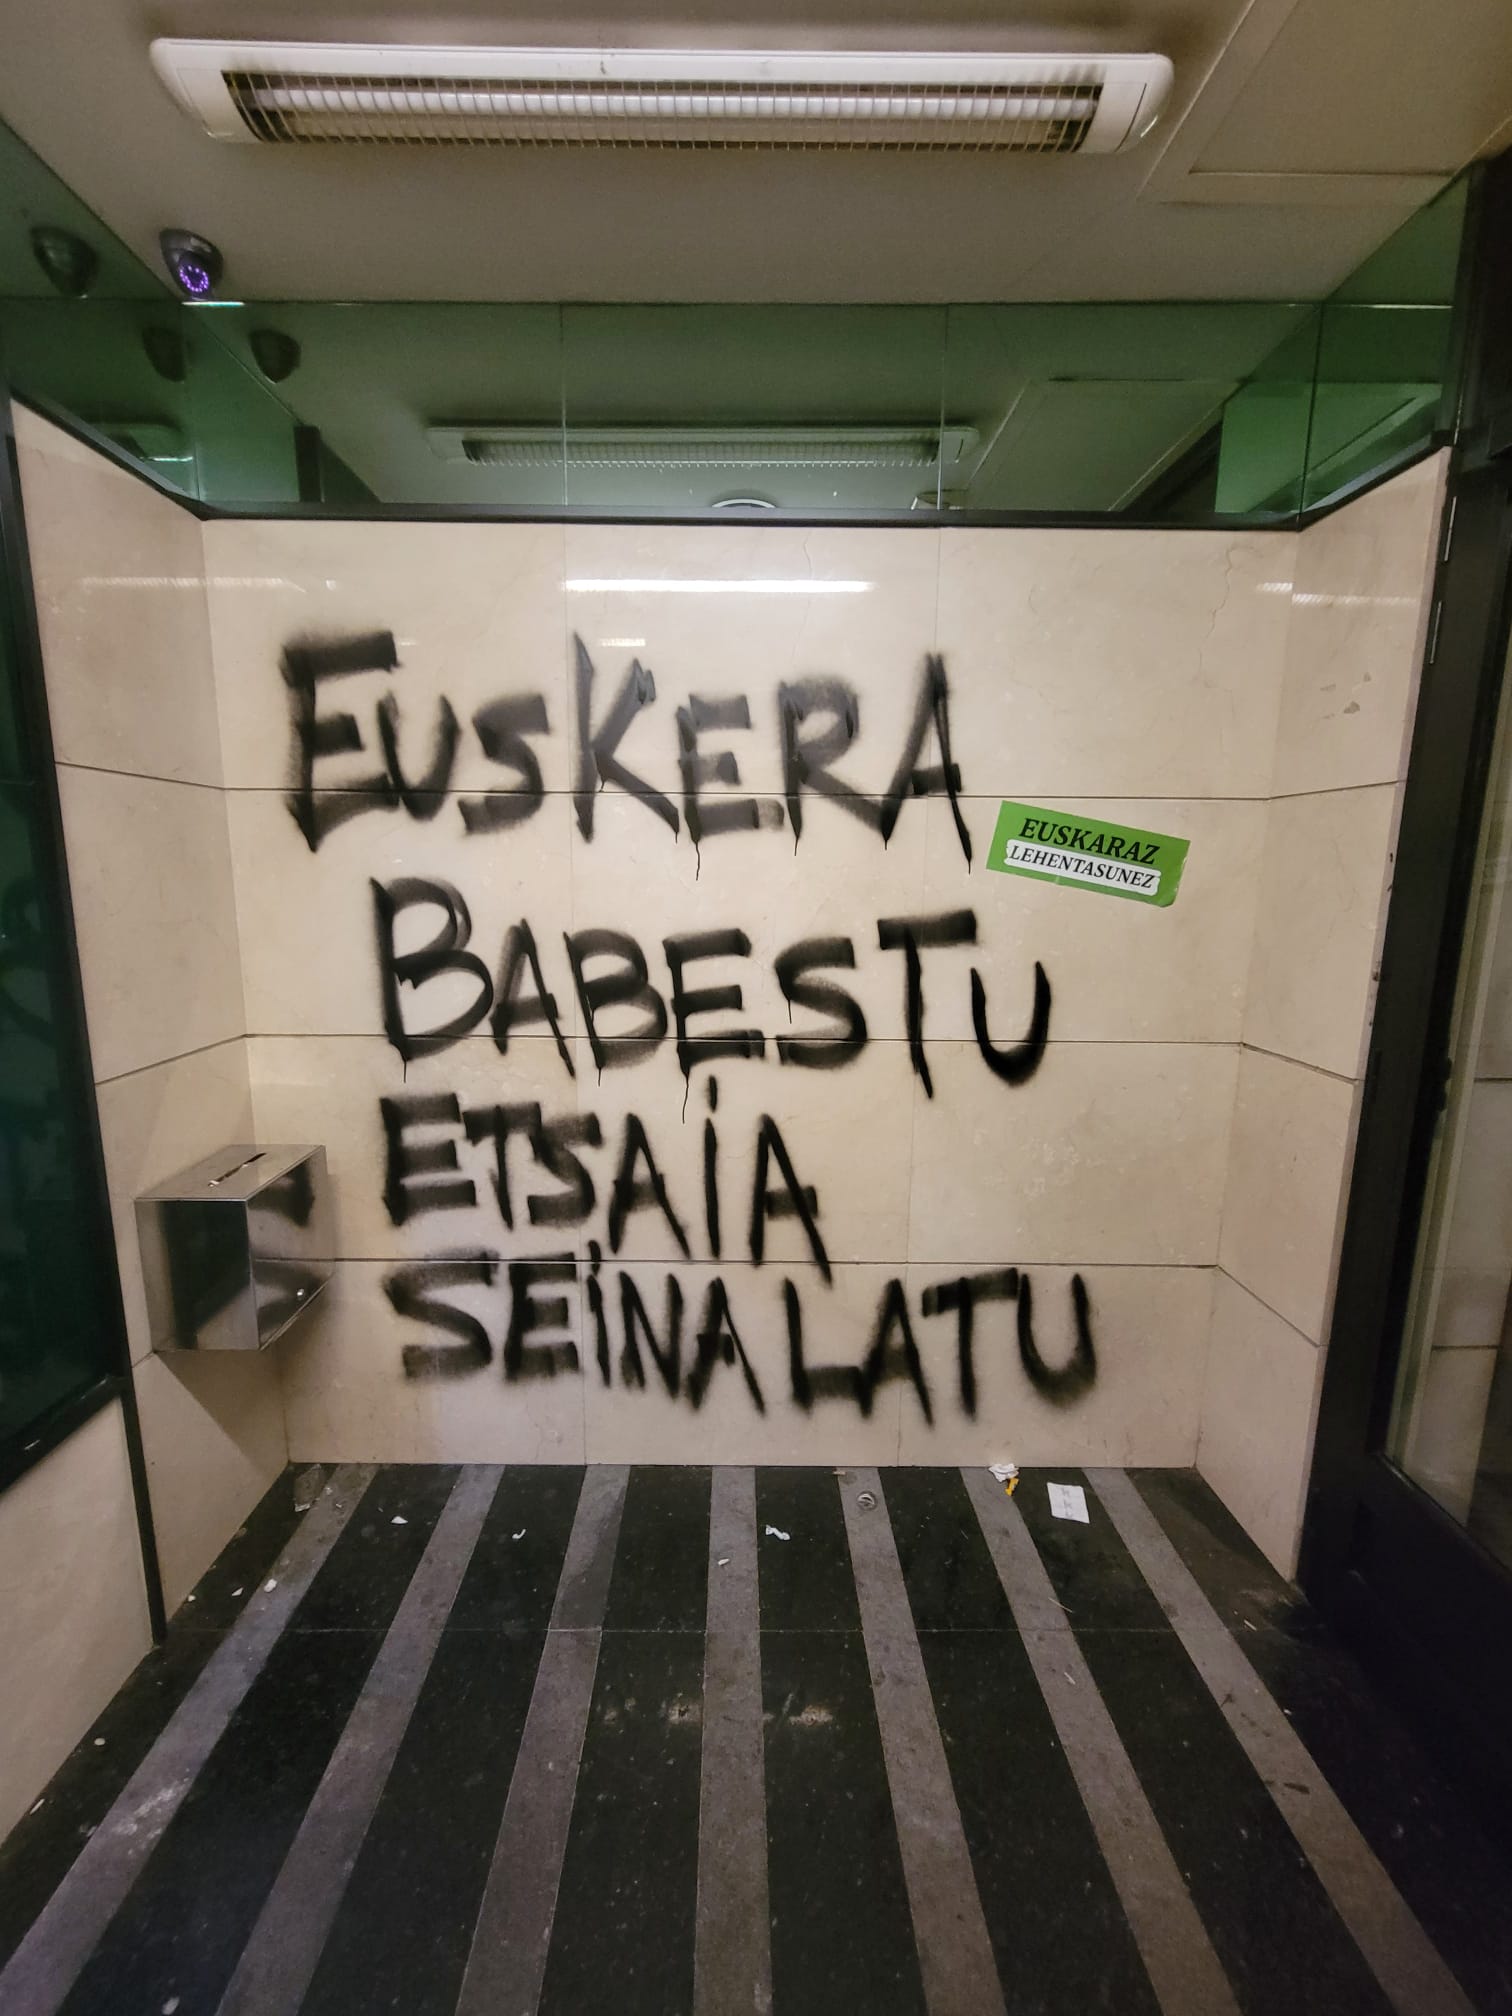 EUSKERA
BABESTU
ETSAiA
SEiNALATU
EUSKARAZ
LEHENTASUNEZ